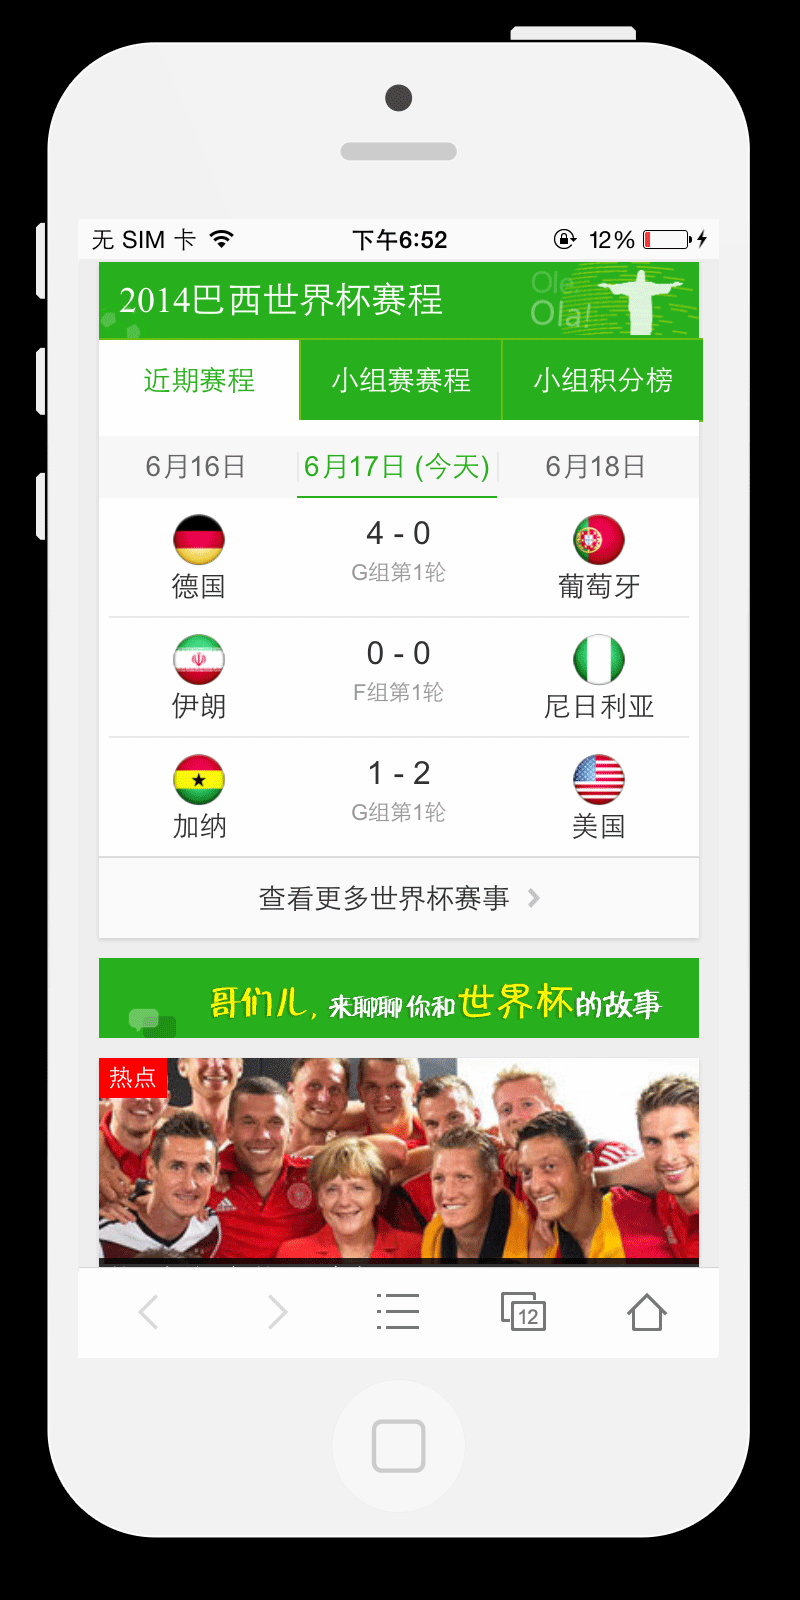 无 SIM 卡 下午6:52 12%
2014巴西世界杯赛程
Ole,
Ola!
近期赛程 小组赛赛程 小组积分榜
6月16日 6月17日 (今天) 6月18日
4 - 0
G组第1轮
德国 葡萄牙
0 - 0
F组第1轮
伊朗 尼日利亚
1 - 2
G组第1轮
加纳 美国
查看更多世界杯赛事
哥们儿，来聊聊你和世界杯的故事
热点
12